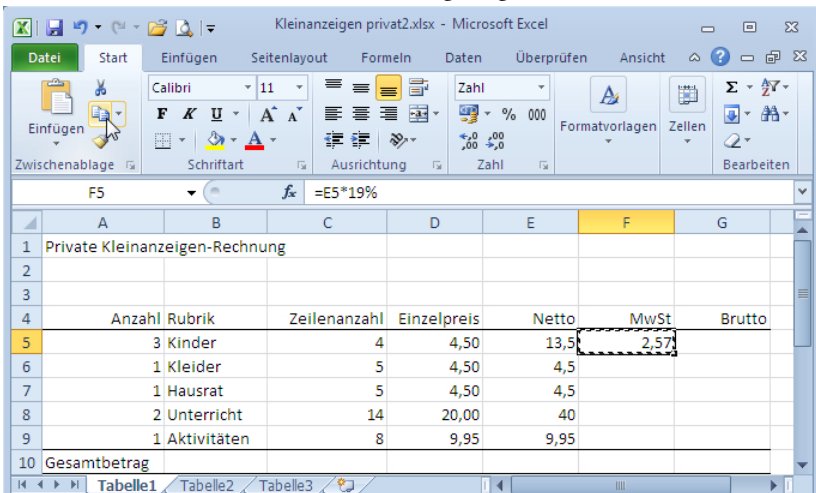 Kleinanzeigen privat2.xlsx - Microsoft Excel
Datei Start Einfügen Seitenlayout Formeln Daten Überprüfen Ansicht
Einfügen
Calibri 11
F K U
A A
A
Zahl
% 000
Formatvorlagen
Zellen
Σ
Zwischenablage Schriftart Ausrichtung Zahl Bearbeiten
F5 fx =E5*19%
A B C D E F G
1 Private Kleinanzeigen-Rechnung
2
3
4 Anzahl Rubrik Zeilenanzahl Einzelpreis Netto MwSt Brutto
5 3 Kinder 4 4,50 13,5 2,57
6 1 Kleider 5 4,50 4,5
7 1 Hausrat 5 4,50 4,5
8 2 Unterricht 14 20,00 40
9 1 Aktivitäten 8 9,95 9,95
10 Gesamtbetrag
Tabelle1 Tabelle2 Tabelle3